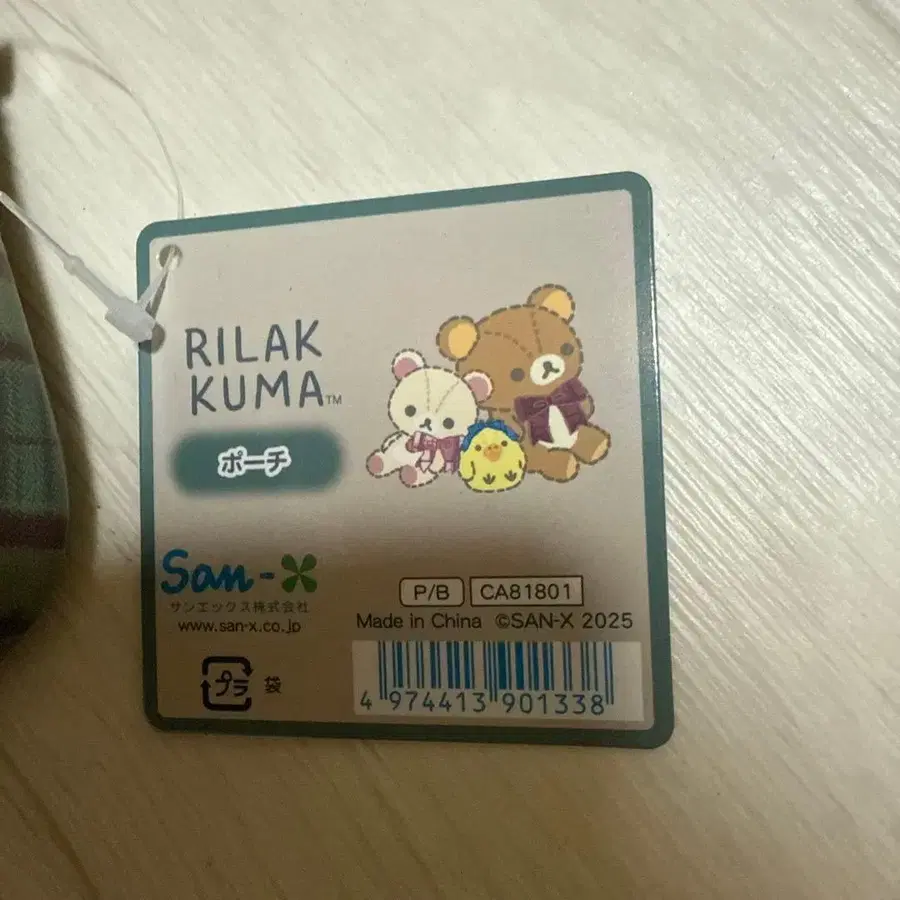 RILAK
KUMA™
ポーチ
San-X
サンエックス株式会社
www.san-x.co.jp
P/B CA81801
Made in China ©SAN-X 2025
プラ 袋
4 974413 901338